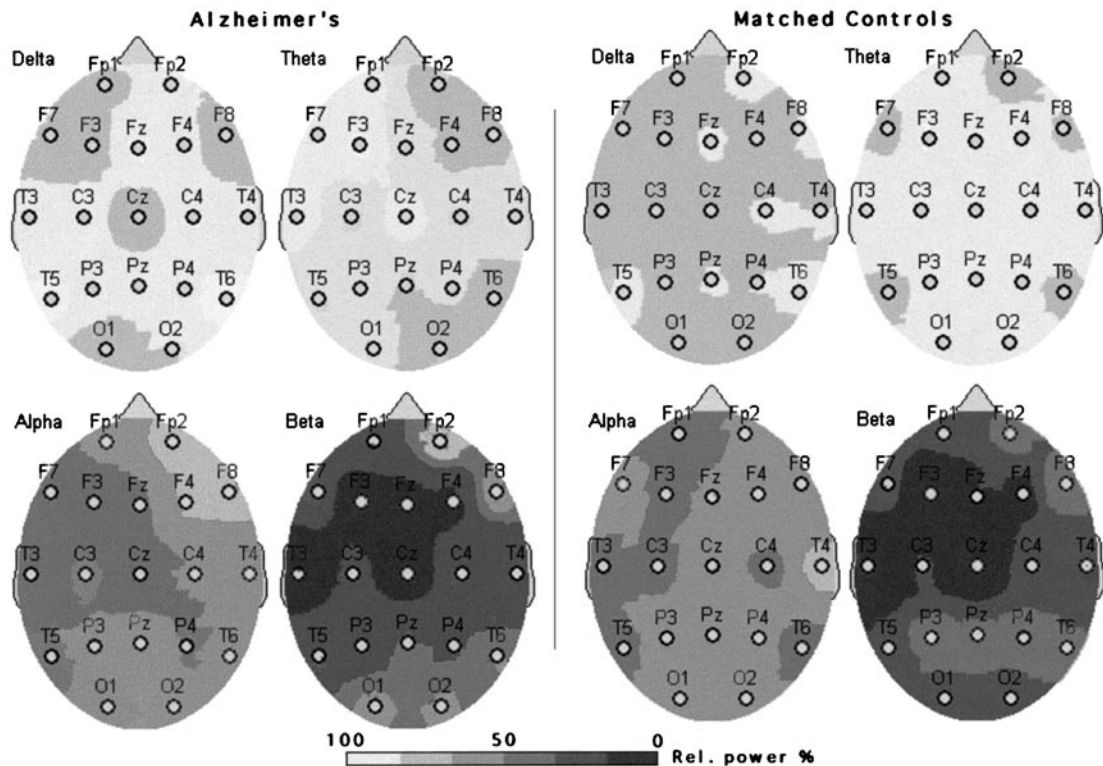 Alzheimer's
Matched Controls
Delta
Fp1 Fp2
F7 F3 Fz F4 F8
T3 C3 Cz C4 T4
T5 P3 Pz P4 T6
O1 O2
Theta
Fp1 Fp2
F7 F3 Fz F4 F8
T3 C3 Cz C4 T4
T5 P3 Pz P4 T6
O1 O2
Delta
Fp1 Fp2
F7 F3 Fz F4 F8
T3 C3 Cz C4 T4
T5 P3 Pz P4 T6
O1 O2
Theta
Fp1 Fp2
F7 F3 Fz F4 F8
T3 C3 Cz C4 T4
T5 P3 Pz P4 T6
O1 O2
Alpha
Fp1 Fp2
F7 F3 Fz F4 F8
T3 C3 Cz C4 T4
T5 P3 Pz P4 T6
O1 O2
Beta
Fp1 Fp2
F7 F3 Fz F4 F8
T3 C3 Cz C4 T4
T5 P3 Pz P4 T6
O1 O2
Alpha
Fp1 Fp2
F7 F3 Fz F4 F8
T3 C3 Cz C4 T4
T5 P3 Pz P4 T6
O1 O2
Beta
Fp1 Fp2
F7 F3 Fz F4 F8
T3 C3 Cz C4 T4
T5 P3 Pz P4 T6
O1 O2
100 50 0
Rel. power %